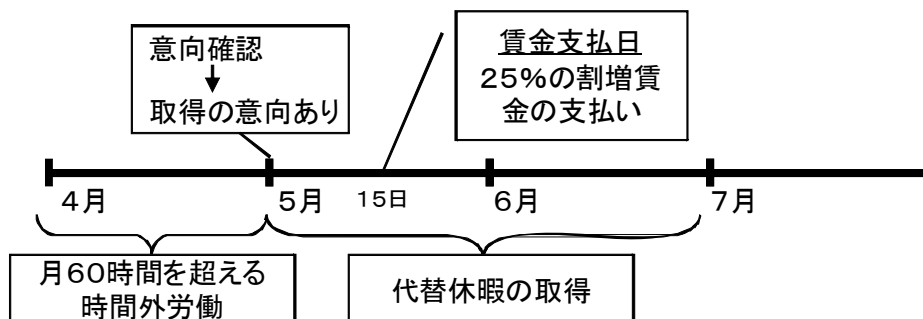 意向確認
取得の意向あり
賃金支払日
25%の割増賃
金の支払い
4月
5月
15日
6月
7月
月60時間を超える
時間外労働
代替休暇の取得